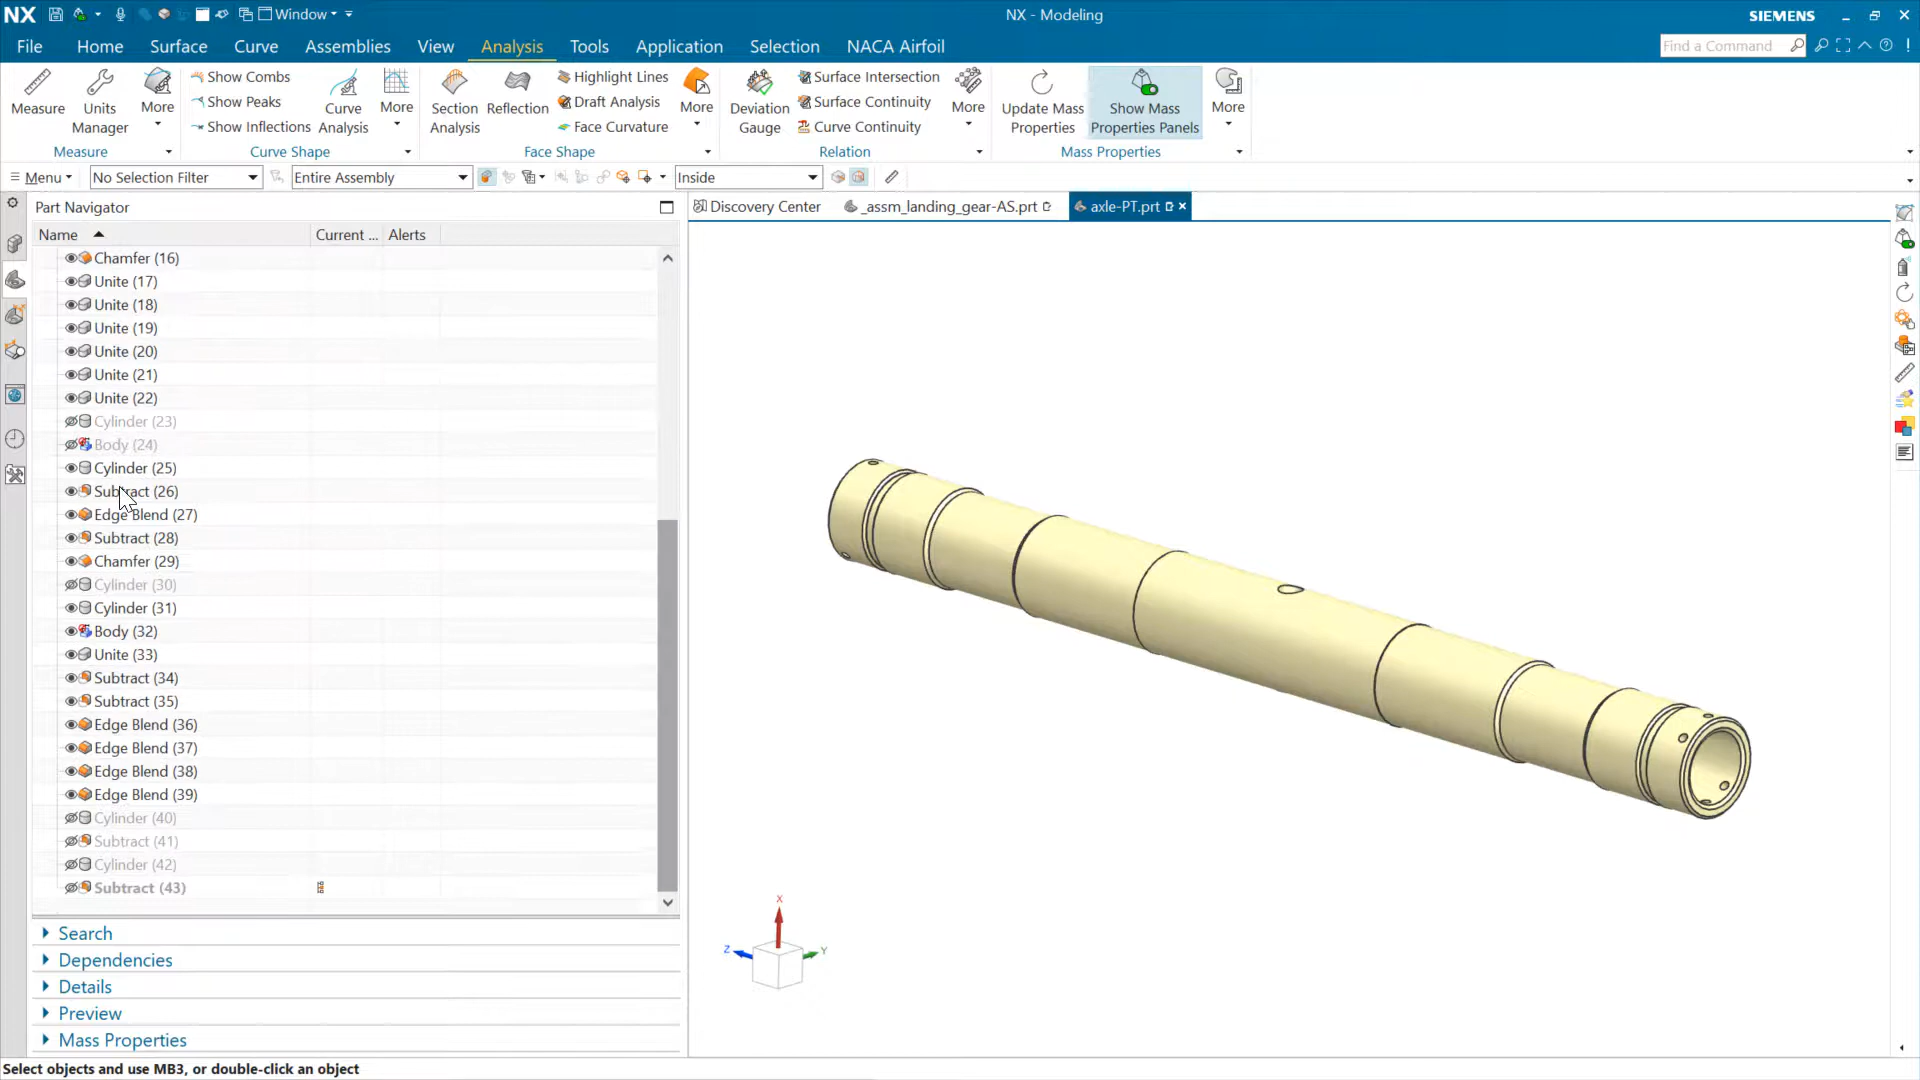 NX
Window
NX - Modeling
SIEMENS
File Home Surface Curve Assemblies View Analysis Tools Application Selection NACA Airfoil
Find a Command
Measure
Units
Manager
More
Show Combs
Show Peaks
Show Inflections
Curve
Analysis
More
Section
Analysis
Reflection
Highlight Lines
Draft Analysis
Face Curvature
More
Deviation
Gauge
Surface Intersection
Surface Continuity
Curve Continuity
More
Update Mass
Properties
Show Mass
Properties Panels
More
Measure Curve Shape Face Shape Relation Mass Properties
Menu No Selection Filter Entire Assembly Inside
Part Navigator
Discovery Center _assm_landing_gear-AS.prt axle-PT.prt
Name Current ... Alerts
Chamfer (16)
Unite (17)
Unite (18)
Unite (19)
Unite (20)
Unite (21)
Unite (22)
Cylinder (23)
Body (24)
Cylinder (25)
Subtract (26)
Edge Blend (27)
Subtract (28)
Chamfer (29)
Cylinder (30)
Cylinder (31)
Body (32)
Unite (33)
Subtract (34)
Subtract (35)
Edge Blend (36)
Edge Blend (37)
Edge Blend (38)
Edge Blend (39)
Cylinder (40)
Subtract (41)
Cylinder (42)
Subtract (43)
X
Z Y
Search
Dependencies
Details
Preview
Mass Properties
Select objects and use MB3, or double-click an object